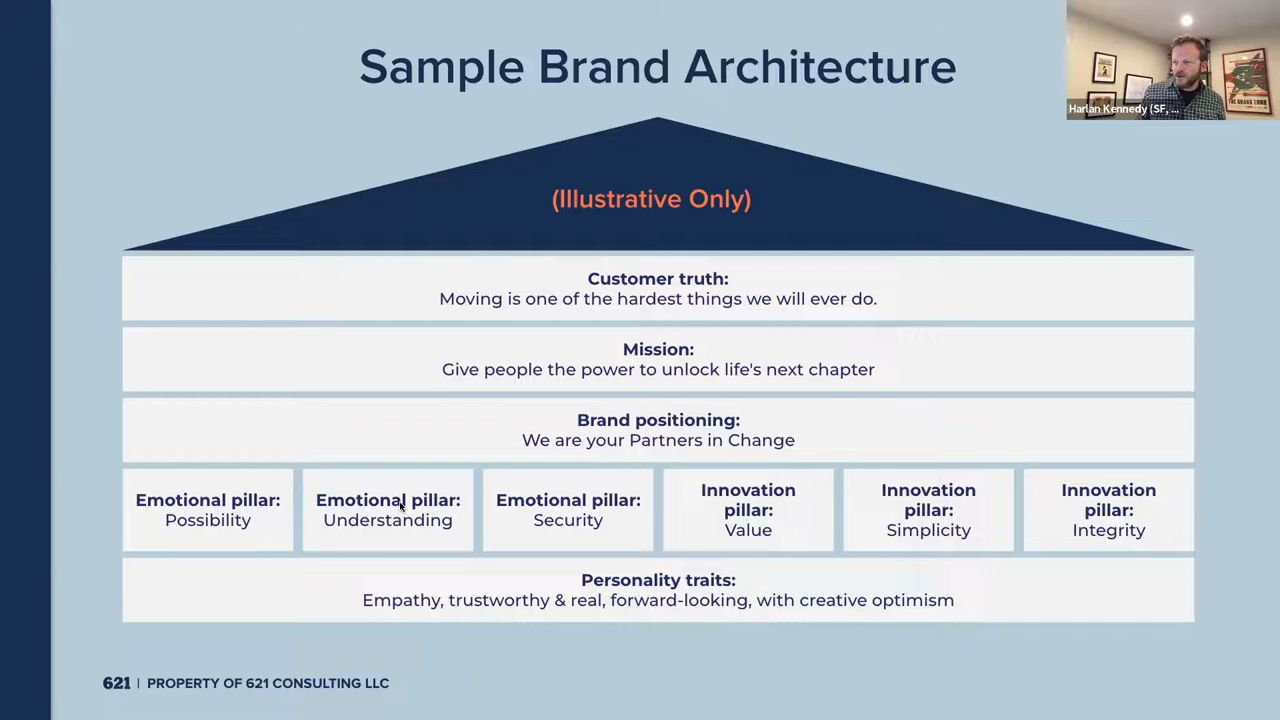 Sample Brand Architecture
Harlan Kennedy (SF, ...
THE GRAND TOUR
(Illustrative Only)
Customer truth:
Moving is one of the hardest things we will ever do.
Mission:
Give people the power to unlock life's next chapter
Brand positioning:
We are your Partners in Change
Emotional pillar:
Possibility
Emotional pillar:
Understanding
Emotional pillar:
Security
Innovation
pillar:
Value
Innovation
pillar:
Simplicity
Innovation
pillar:
Integrity
Personality traits:
Empathy, trustworthy & real, forward-looking, with creative optimism
621 | PROPERTY OF 621 CONSULTING LLC